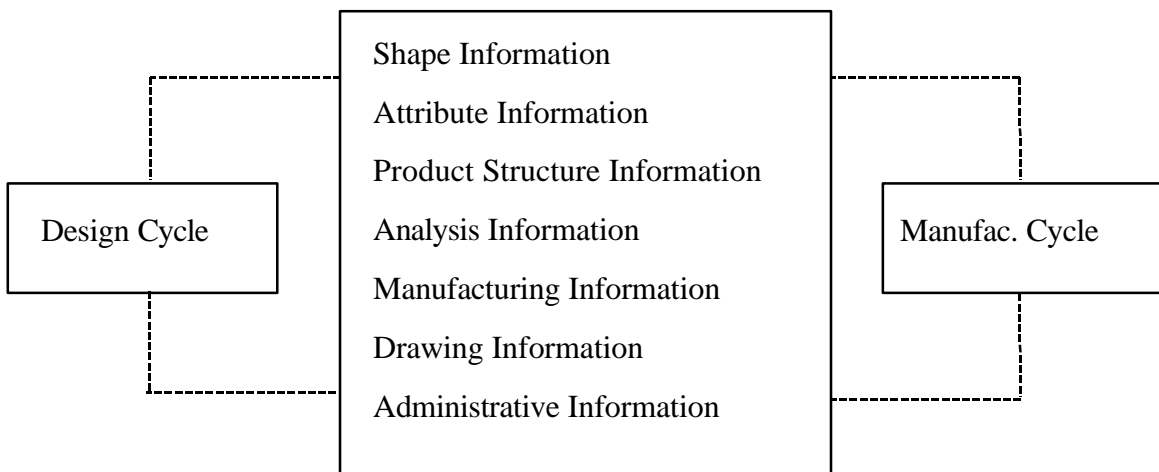 Shape Information
Attribute Information
Product Structure Information
Design Cycle
Analysis Information
Manufac. Cycle
Manufacturing Information
Drawing Information
Administrative Information